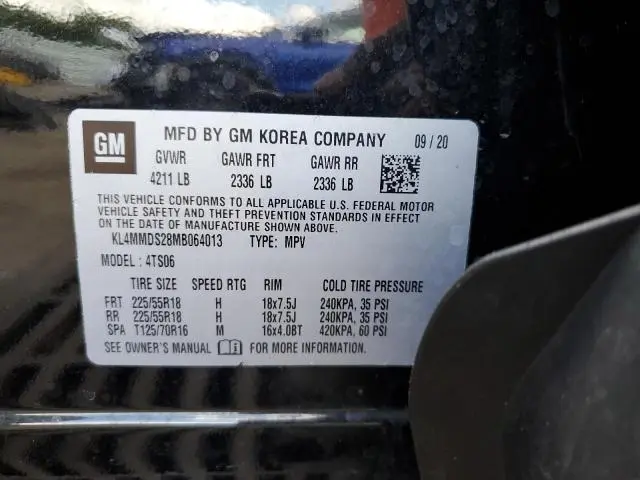 GM
MFD BY GM KOREA COMPANY 09/20
GVWR GAWR FRT GAWR RR
4211 LB 2336 LB 2336 LB
THIS VEHICLE CONFORMS TO ALL APPLICABLE U.S. FEDERAL MOTOR
VEHICLE SAFETY AND THEFT PREVENTION STANDARDS IN EFFECT
ON THE DATE OF MANUFACTURE SHOWN ABOVE.
KL4MMDS28MB064013 TYPE: MPV
MODEL: 4TS06
TIRE SIZE SPEED RTG RIM COLD TIRE PRESSURE
FRT 225/55R18 H 18x7.5J 240KPA, 35 PSI
RR 225/55R18 H 18x7.5J 240KPA, 35 PSI
SPA T125/70R16 M 16x4.0BT 420KPA, 60 PSI
SEE OWNER'S MANUAL FOR MORE INFORMATION.